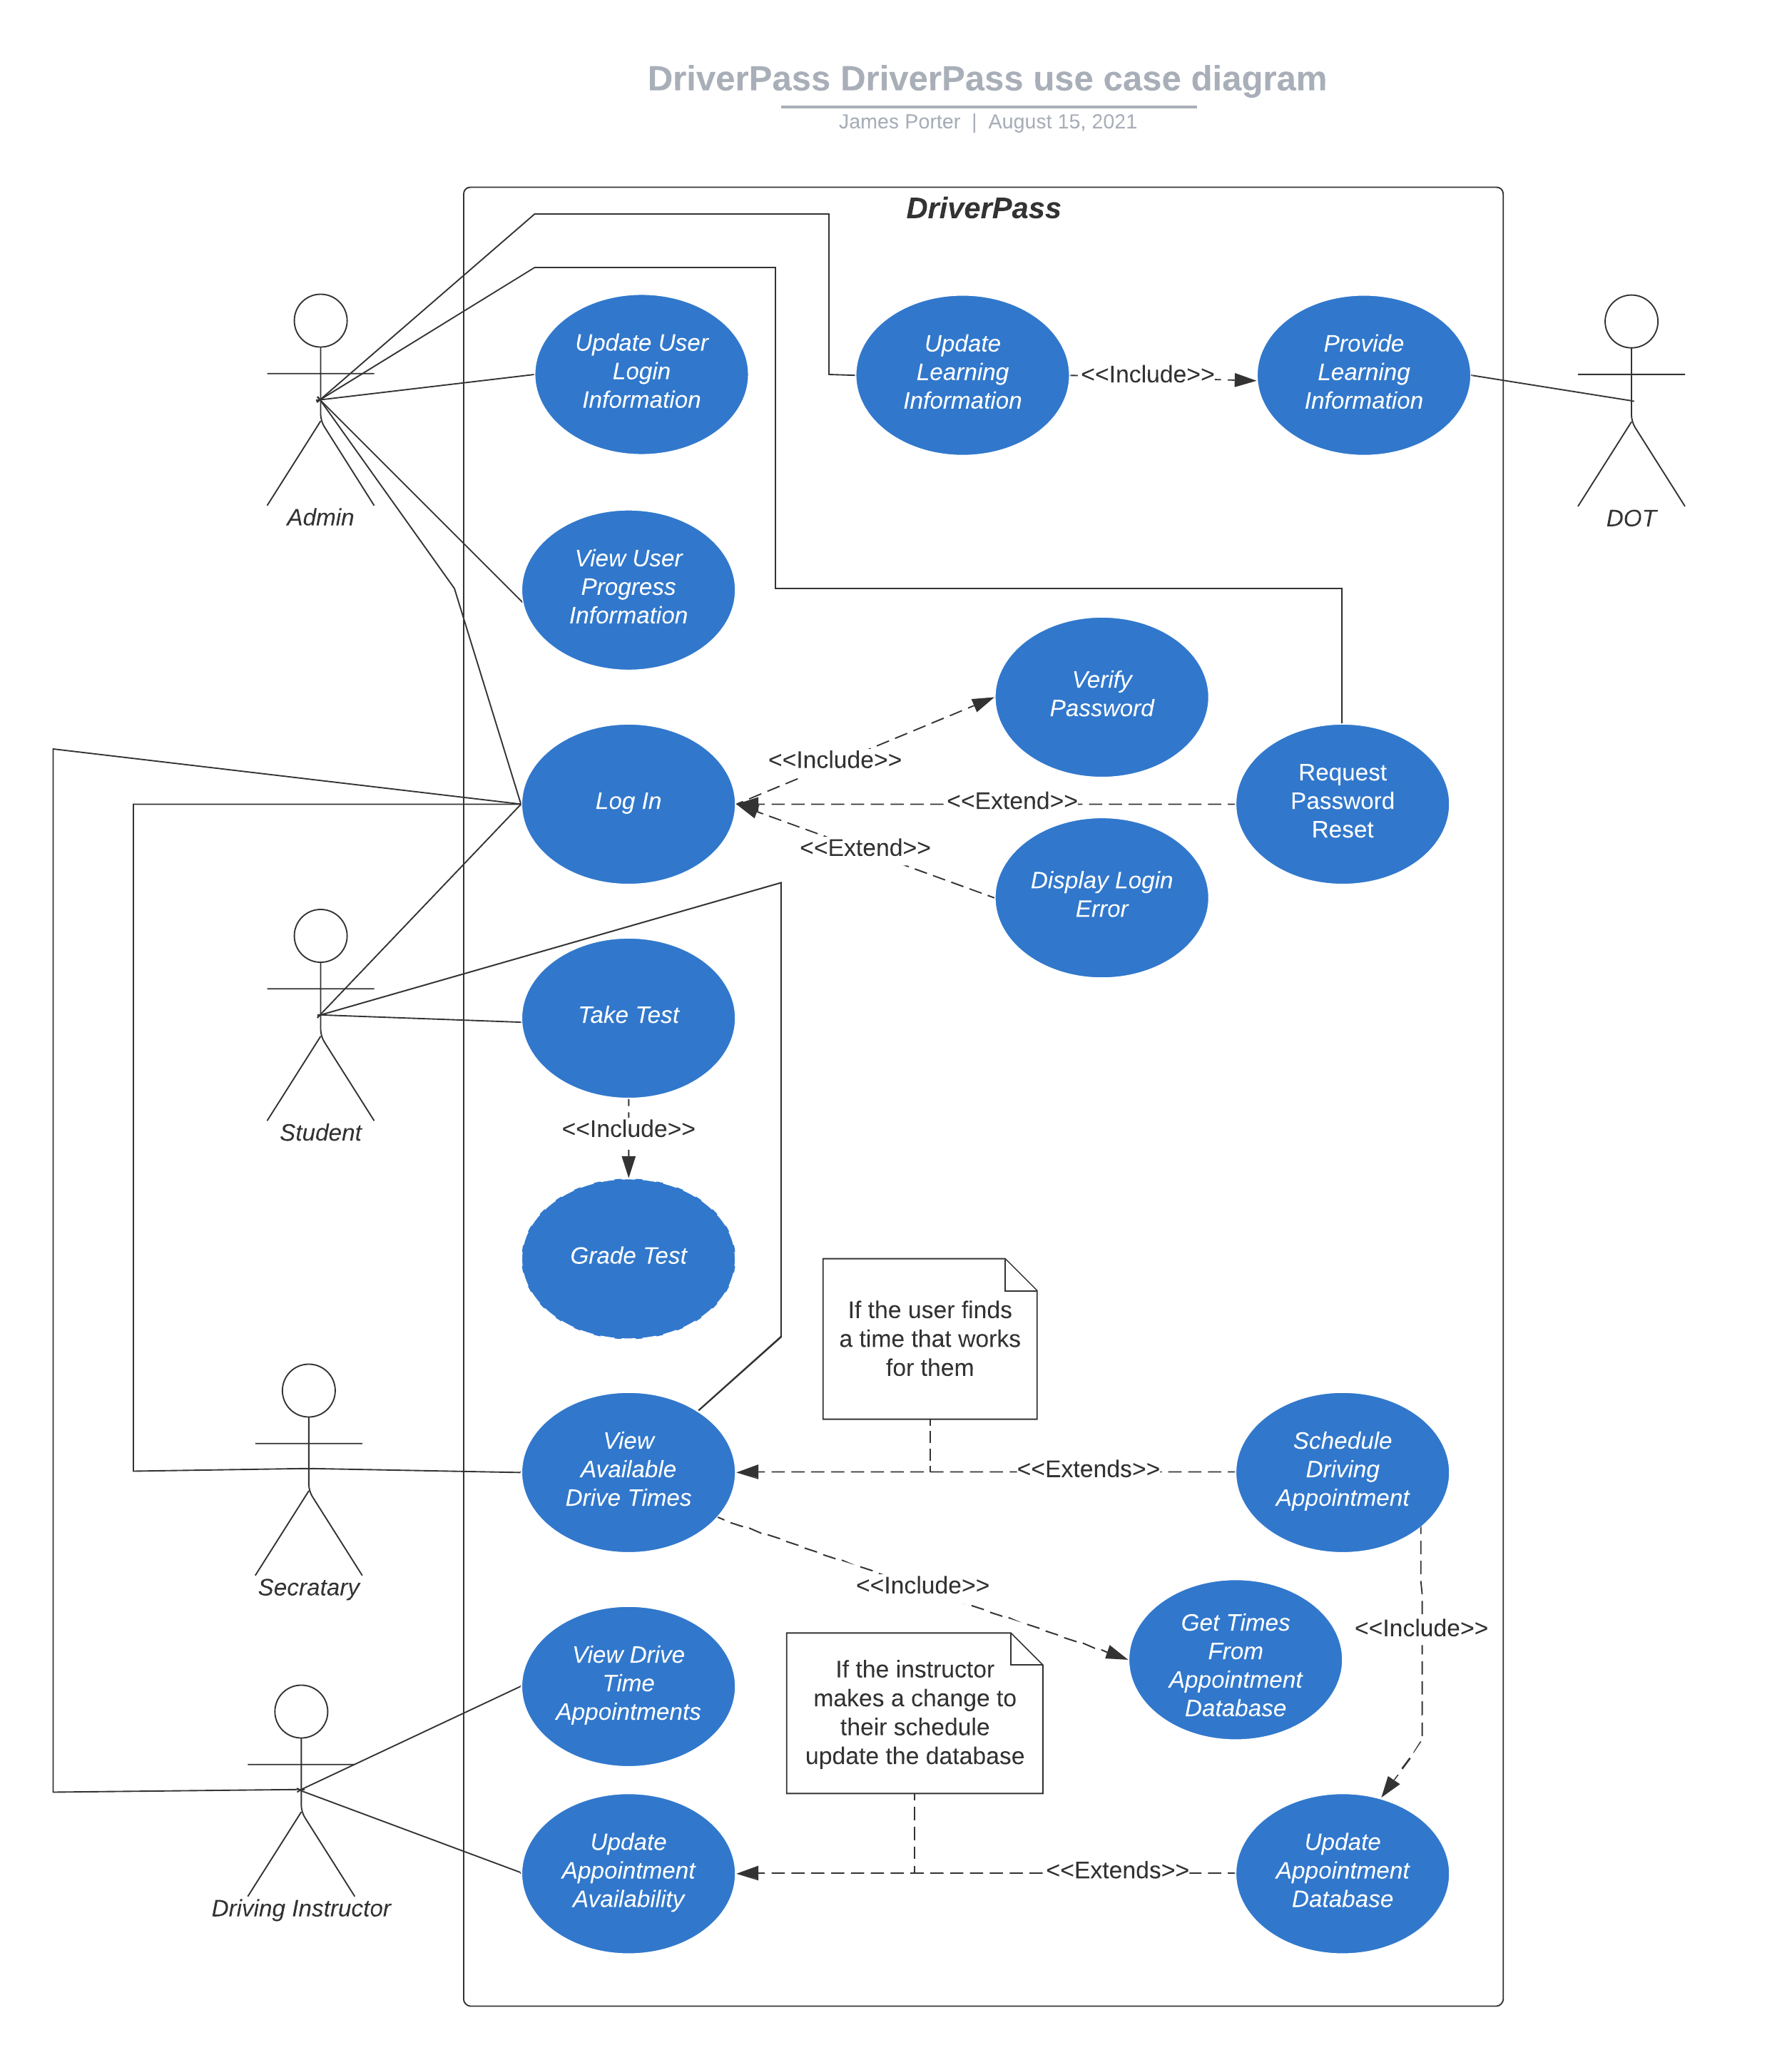 DriverPass DriverPass use case diagram
James Porter | August 15, 2021
DriverPass
Update User
Login
Information
Update
Learning
Information
<<Include>>
Provide
Learning
Information
Admin
DOT
View User
Progress
Information
Verify
Password
<<Include>>
Log In
<<Extend>>
Request
Password
Reset
<<Extend>>
Display Login
Error
Take Test
Student
<<Include>>
Grade Test
If the user finds
a time that works
for them
View
Available
Drive Times
<<Extends>>
Schedule
Driving
Appointment
Secratary
<<Include>>
Get Times
From
Appointment
Database
<<Include>>
View Drive
Time
Appointments
If the instructor
makes a change to
their schedule
update the database
Driving Instructor
Update
Appointment
Availability
<<Extends>>
Update
Appointment
Database